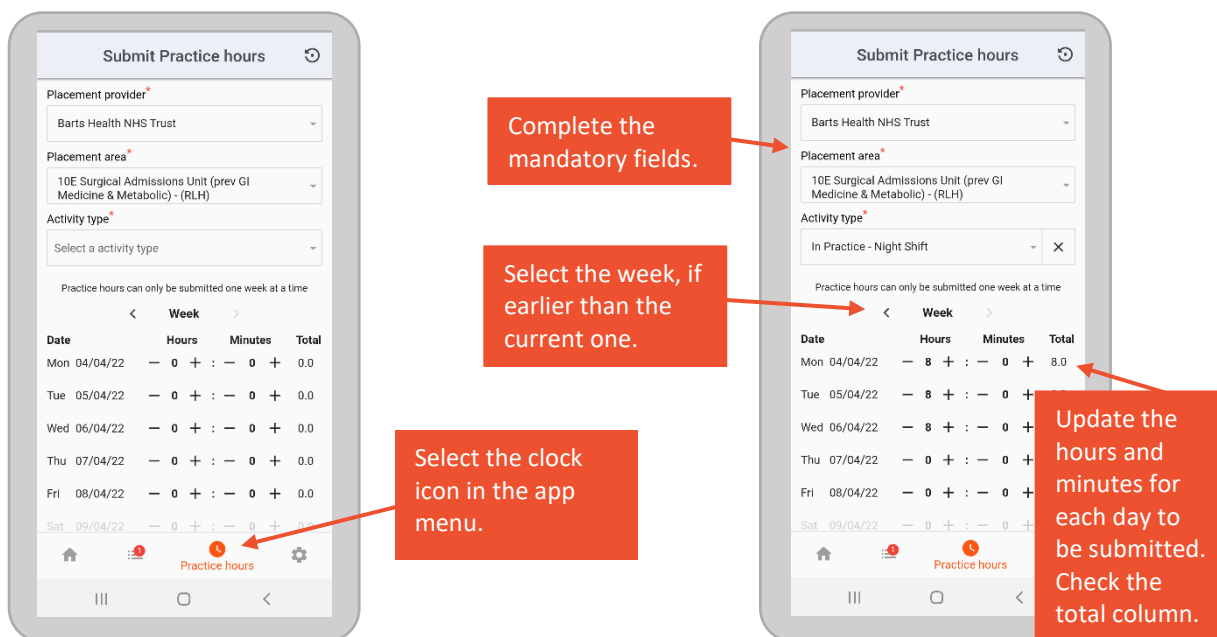 Submit Practice hours
Placement provider*
Barts Health NHS Trust
Placement area*
10E Surgical Admissions Unit (prev GI
Medicine & Metabolic) - (RLH)
Activity type*
Select a activity type
Practice hours can only be submitted one week at a time
< Week >
Date Hours Minutes Total
Mon 04/04/22 — 0 + : — 0 + 0.0
Tue 05/04/22 — 0 + : — 0 + 0.0
Wed 06/04/22 — 0 + : — 0 + 0.0
Thu 07/04/22 — 0 + : — 0 + 0.0
Fri 08/04/22 — 0 + : — 0 + 0.0
Sat 09/04/22 — 0 + : — 0 + 0.0
1
Practice hours
Select the clock
icon in the app
menu.
Complete the
mandatory fields.
Select the week, if
earlier than the
current one.
Submit Practice hours
Placement provider*
Barts Health NHS Trust
Placement area*
10E Surgical Admissions Unit (prev GI
Medicine & Metabolic) - (RLH)
Activity type*
In Practice - Night Shift
Practice hours can only be submitted one week at a time
< Week >
Date Hours Minutes Total
Mon 04/04/22 — 8 + : — 0 + 8.0
Tue 05/04/22 — 8 + : — 0 +
Wed 06/04/22 — 8 + : — 0 +
Thu 07/04/22 — 0 + : — 0 +
Fri 08/04/22 — 0 + : — 0 +
Sat 09/04/22 — 0 + : — 0 +
1
Practice hours
Update the
hours and
minutes for
each day to
be submitted.
Check the
total column.